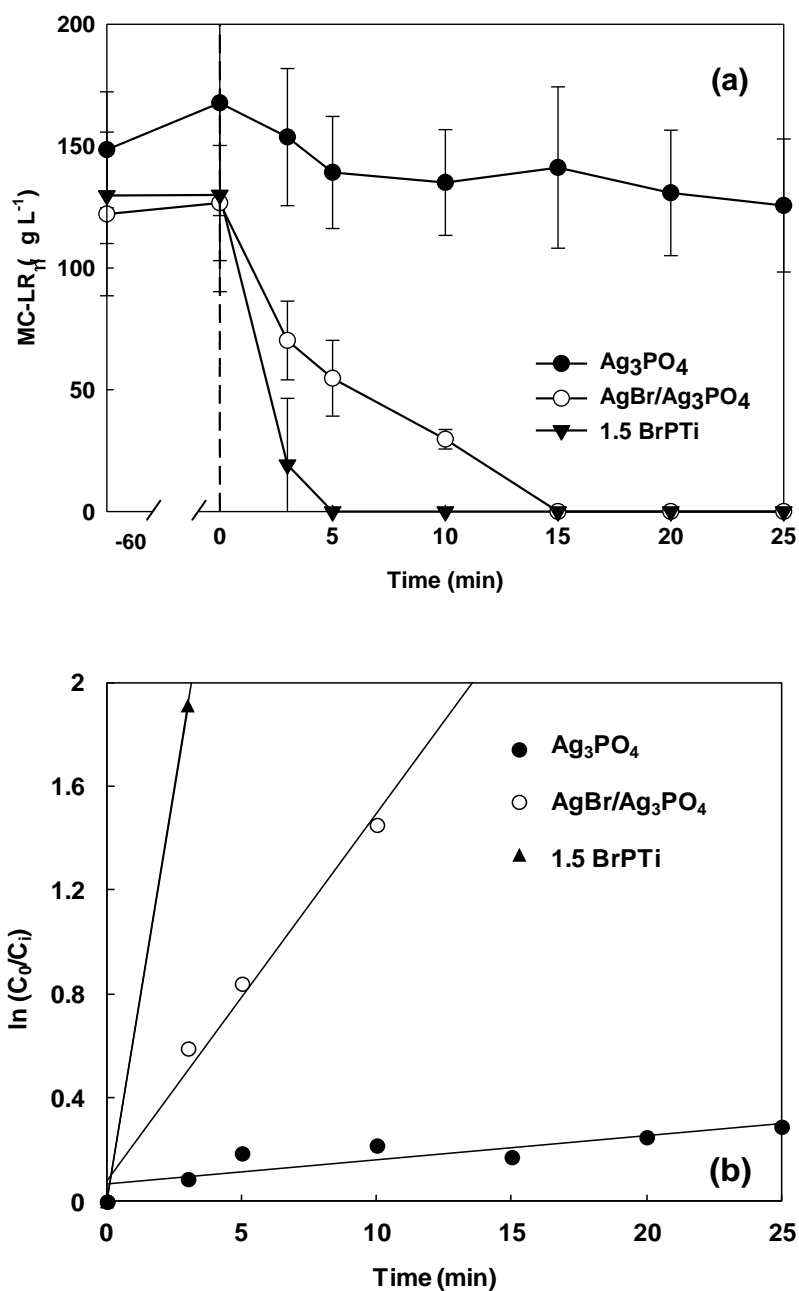 200
(a)
150
100
50
0
MC-LR ( g L⁻¹)
Ag₃PO₄
AgBr/Ag₃PO₄
1.5 BrPTi
-60 0 5 10 15 20 25
Time (min)
2
1.6
1.2
0.8
0.4
0
ln (C₀/Cᵢ)
Ag₃PO₄
AgBr/Ag₃PO₄
1.5 BrPTi
(b)
0 5 10 15 20 25
Time (min)